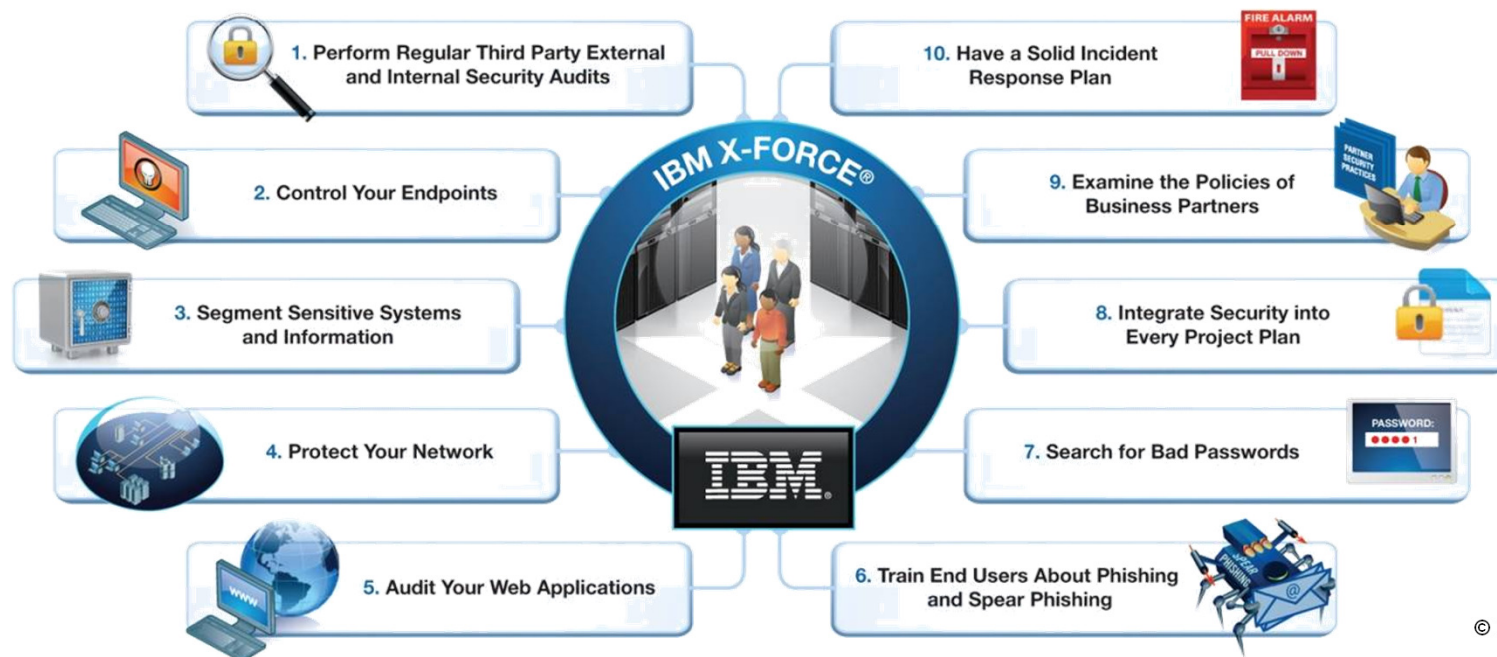 1. Perform Regular Third Party External
and Internal Security Audits
2. Control Your Endpoints
3. Segment Sensitive Systems
and Information
4. Protect Your Network
5. Audit Your Web Applications
WWW
6. Train End Users About Phishing
and Spear Phishing
SPEAR
PHISHING
@
7. Search for Bad Passwords
PASSWORD:
1
8. Integrate Security into
Every Project Plan
9. Examine the Policies of
Business Partners
PARTNER
SECURITY
PRACTICES
10. Have a Solid Incident
Response Plan
FIRE ALARM
PULL DOWN
IBM X-FORCE®
IBM®
©